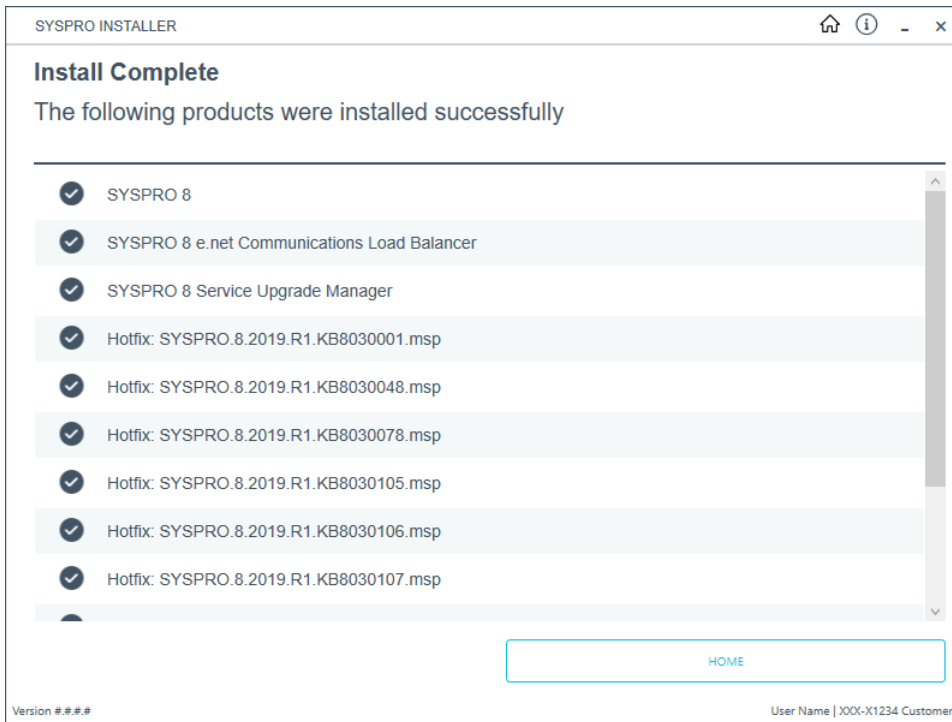 SYSPRO INSTALLER
Install Complete
The following products were installed successfully
SYSPRO 8
SYSPRO 8 e.net Communications Load Balancer
SYSPRO 8 Service Upgrade Manager
Hotfix: SYSPRO.8.2019.R1.KB8030001.msp
Hotfix: SYSPRO.8.2019.R1.KB8030048.msp
Hotfix: SYSPRO.8.2019.R1.KB8030078.msp
Hotfix: SYSPRO.8.2019.R1.KB8030105.msp
Hotfix: SYSPRO.8.2019.R1.KB8030106.msp
Hotfix: SYSPRO.8.2019.R1.KB8030107.msp
HOME
Version #.#.#.#
User Name | XXX-X1234 Customer